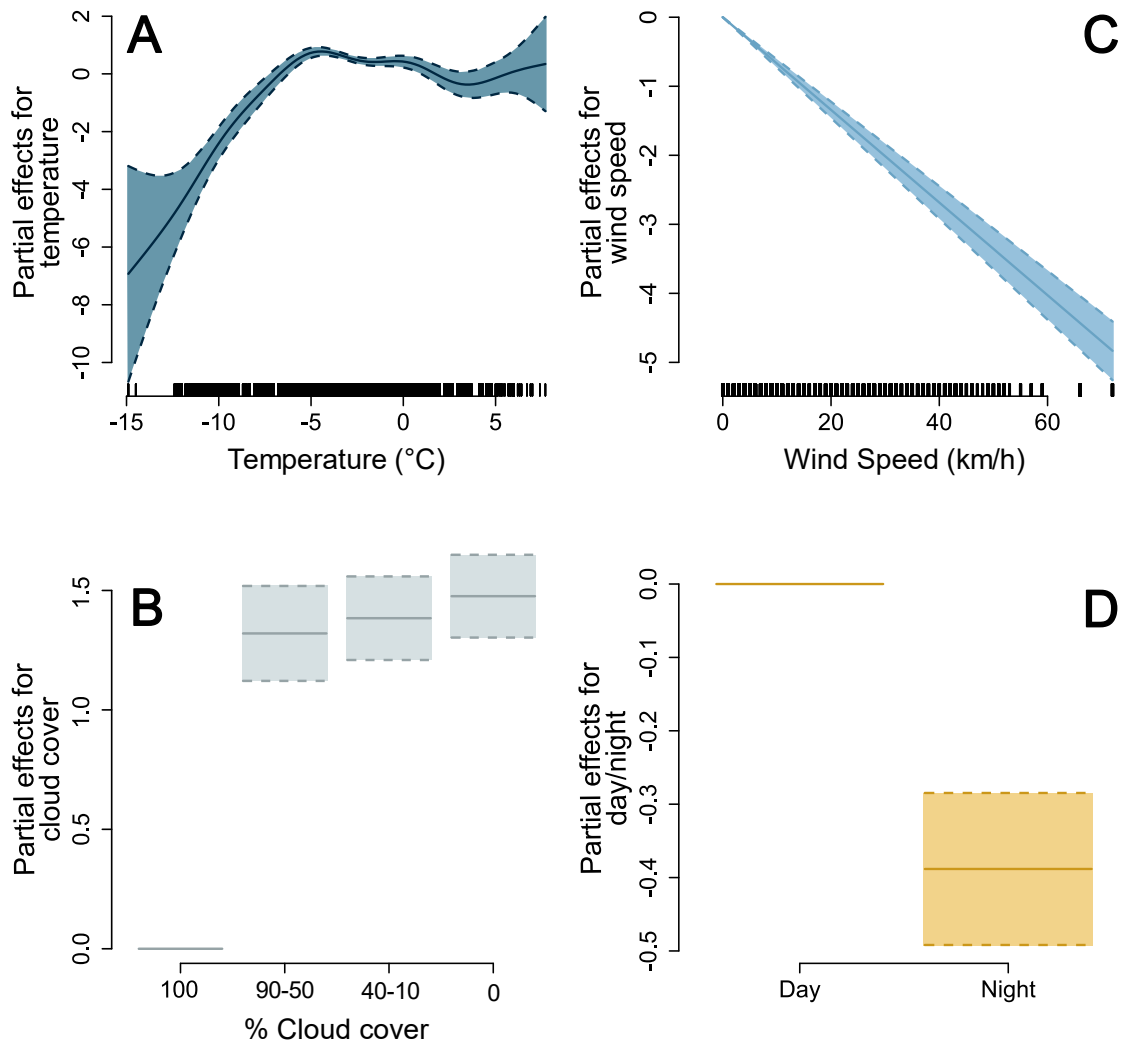 A
Partial effects for
temperature
2
0
-2
-4
-6
-8
-10
-15
-10
-5
0
5
Temperature (°C)
C
Partial effects for
wind speed
0
-1
-2
-3
-4
-5
0
20
40
60
Wind Speed (km/h)
B
Partial effects for
cloud cover
1.5
1.0
0.5
0.0
100
90-50
40-10
0
% Cloud cover
D
Partial effects for
day/night
0.0
-0.1
-0.2
-0.3
-0.4
-0.5
Day
Night